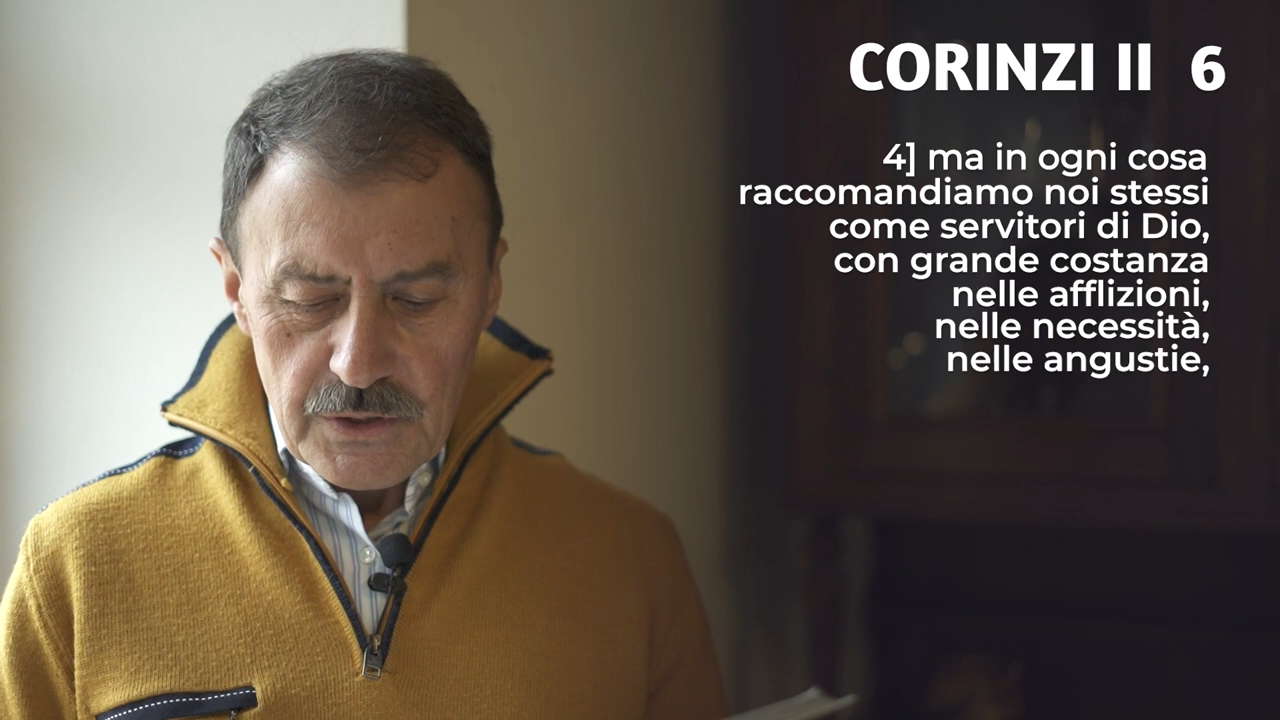 CORINZI II 6
4] ma in ogni cosa
raccomandiamo noi stessi
come servitori di Dio,
con grande costanza
nelle afflizioni,
nelle necessità,
nelle angustie,